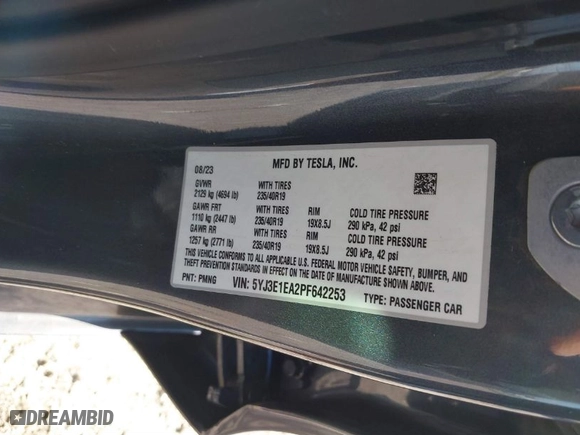 MFD BY TESLA, INC.
08/23
GVWR WITH TIRES
2129 kg (4694 lb) 235/40R19
GAWR FRT WITH TIRES RIM COLD TIRE PRESSURE
1110 kg (2447 lb) 235/40R19 19X8.5J 290 kPa, 42 psi
GAWR RR WITH TIRES RIM COLD TIRE PRESSURE
1257 kg (2771 lb) 235/40R19 19X8.5J 290 kPa, 42 psi
THIS VEHICLE CONFORMS TO ALL APPLICABLE U.S. FEDERAL MOTOR VEHICLE SAFETY, BUMPER, AND
THEFT PREVENTION STANDARDS IN EFFECT ON THE DATE OF MANUFACTURE SHOWN ABOVE.
PNT: PMNG VIN: 5YJ3E1EA2PF642253 TYPE: PASSENGER CAR
DREAMBID